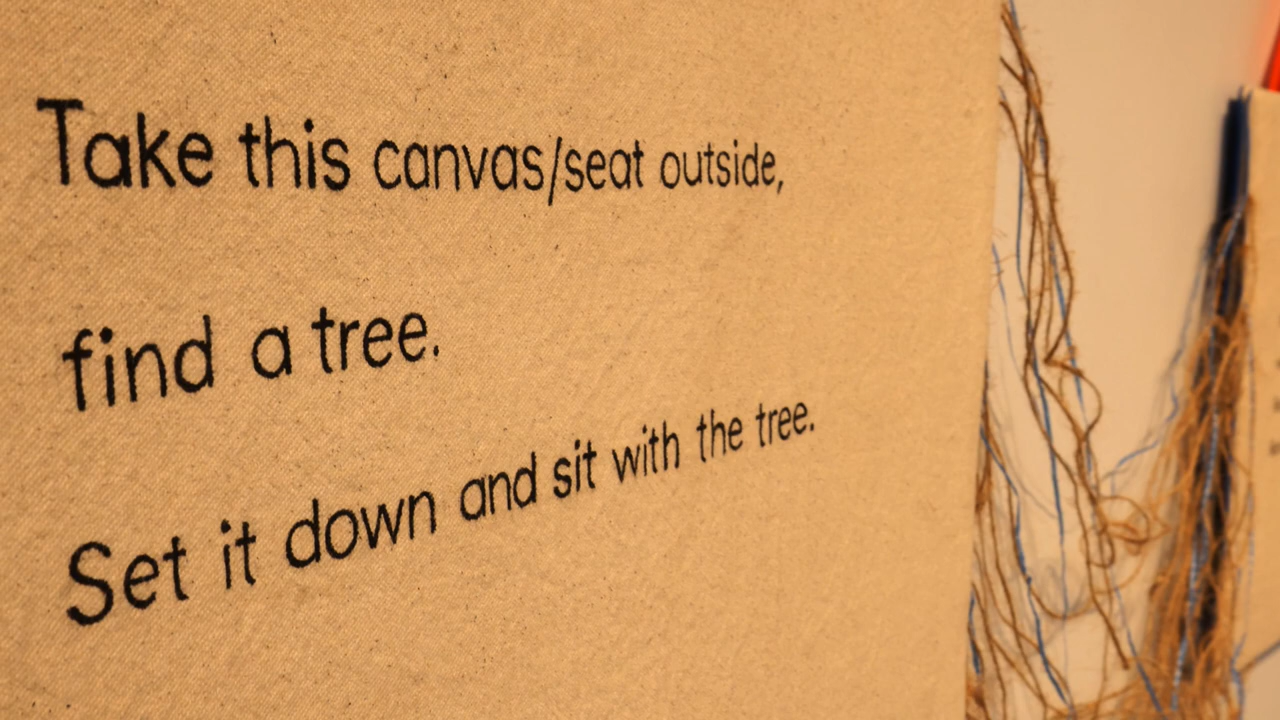 Take this canvas/seat outside,
find a tree.
Set it down and sit with the tree.